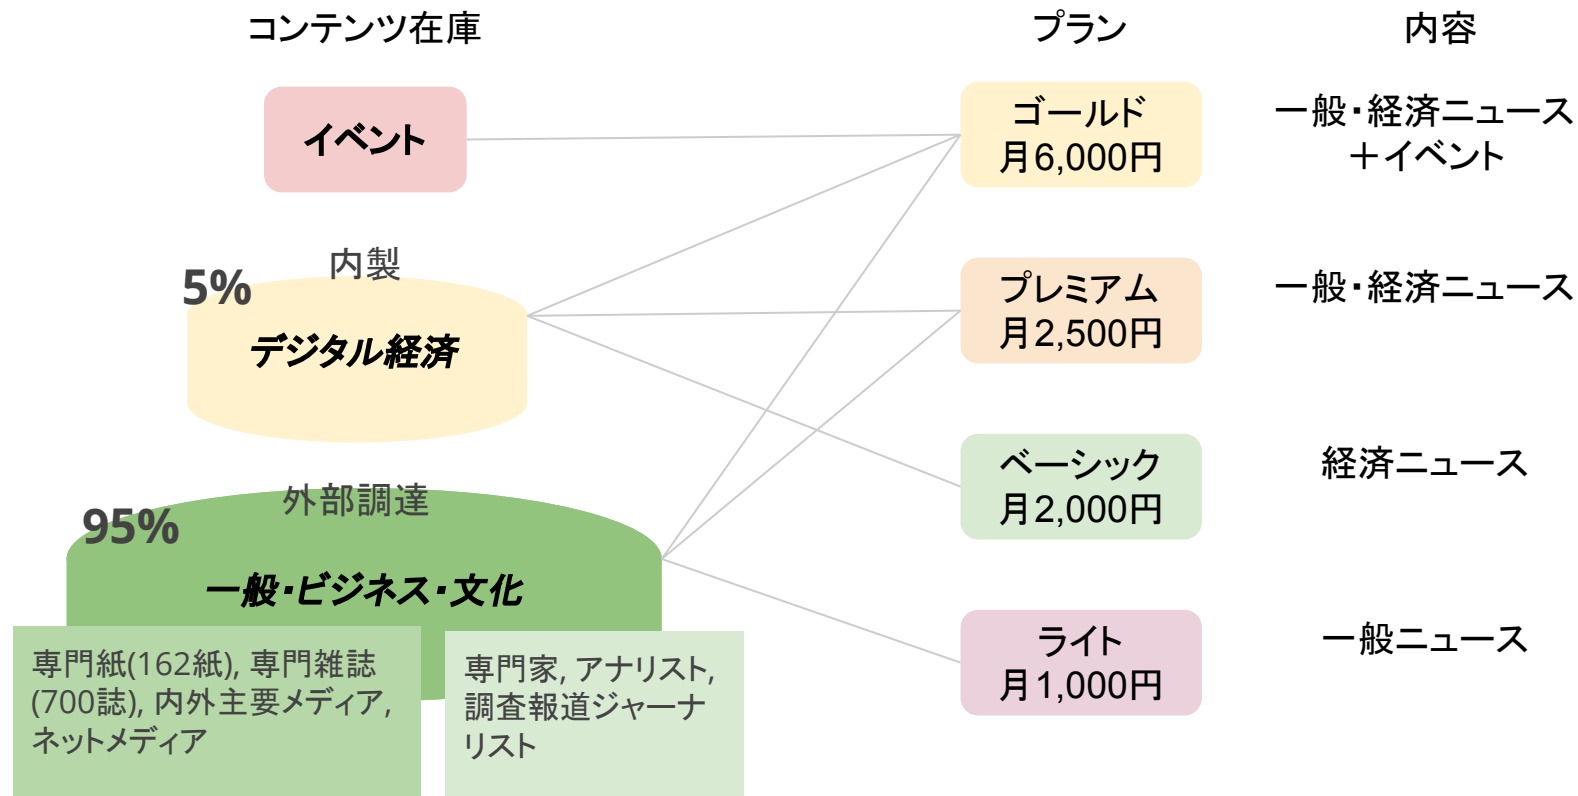 コンテンツ在庫
プラン
内容
イベント
ゴールド
月6,000円
一般・経済ニュース
＋イベント
内製
5%
デジタル経済
プレミアム
月2,500円
一般・経済ニュース
ベーシック
月2,000円
経済ニュース
外部調達
95%
一般・ビジネス・文化
ライト
月1,000円
一般ニュース
専門紙(162紙), 専門雑誌
(700誌), 内外主要メディア,
ネットメディア
専門家, アナリスト,
調査報道ジャーナ
リスト